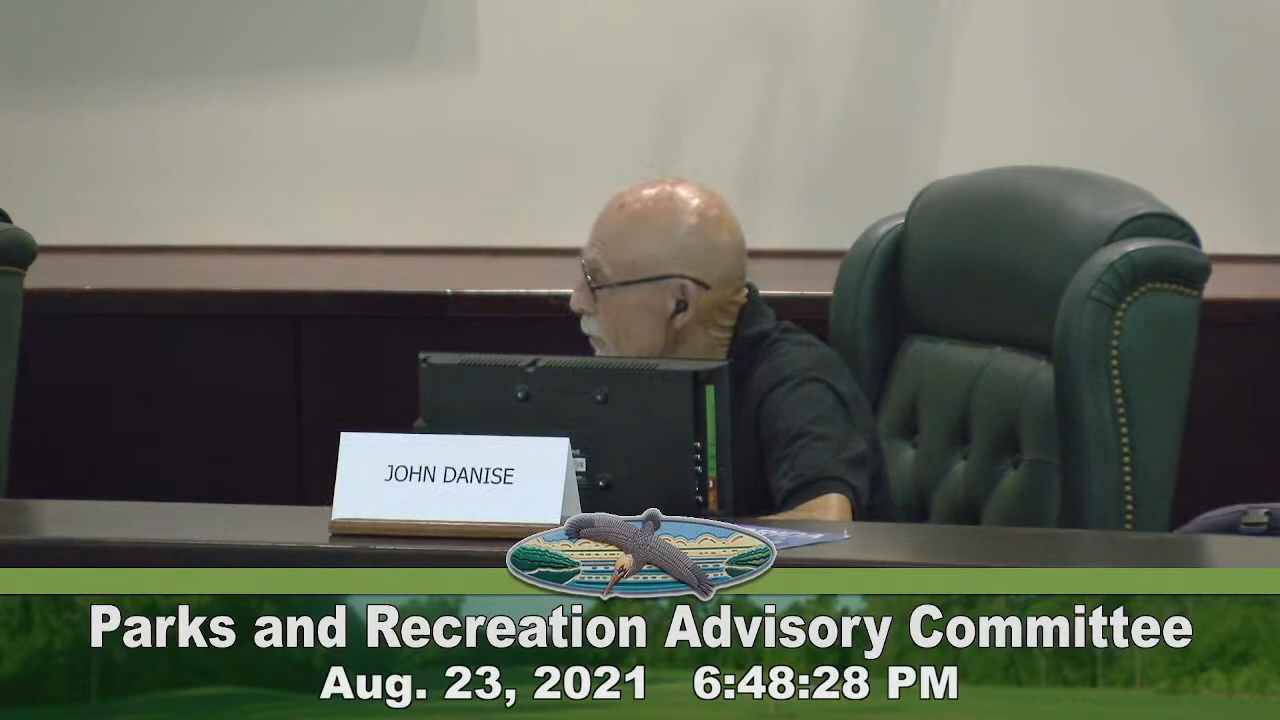 JOHN DANISE
Parks and Recreation Advisory Committee
Aug. 23, 2021 6:48:28 PM